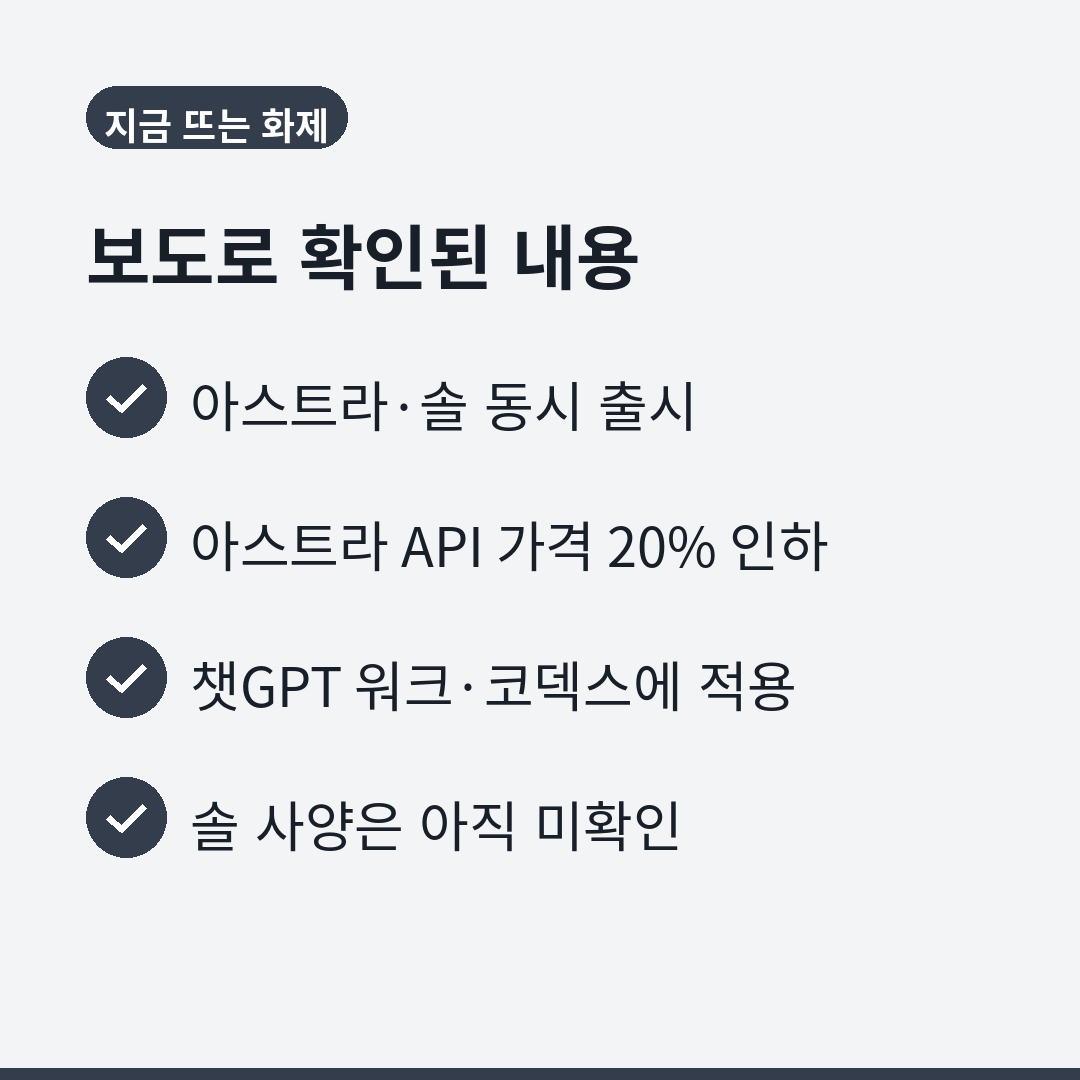 지금 뜨는 화제
보도로 확인된 내용
아스트라·솔 동시 출시
아스트라 API 가격 20% 인하
챗GPT 워크·코덱스에 적용
솔 사양은 아직 미확인